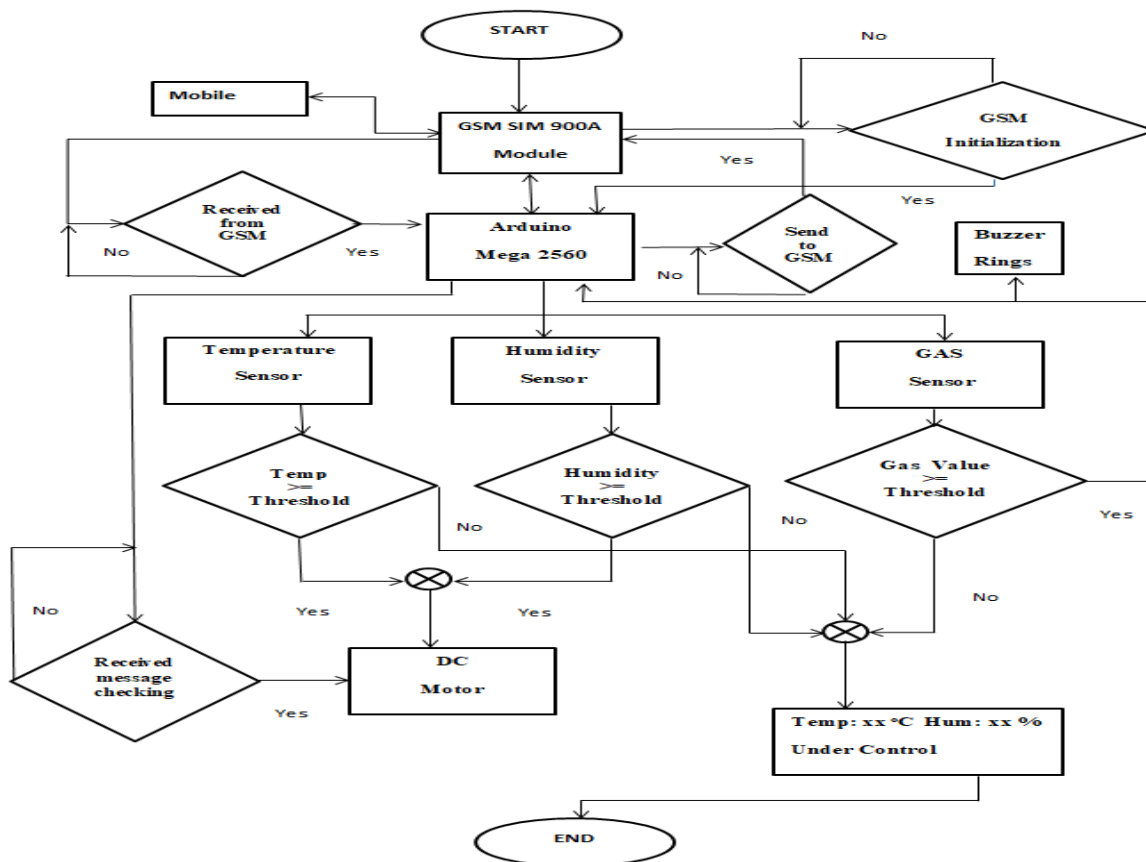 START
No
Mobile
GSM SIM 900A
Module
GSM
Initialization
Yes
Yes
Received
from
GSM
No
Yes
Arduino
Mega 2560
Send
to
GSM
No
Buzzer
Rings
Temperature
Sensor
Humidity
Sensor
GAS
Sensor
Temp
>=
Threshold
Humidity
>=
Threshold
Gas Value
>=
Threshold
No
No
Yes
No
Yes
Yes
No
Received
message
checking
Yes
DC
Motor
Temp: xx °C Hum: xx %
Under Control
END